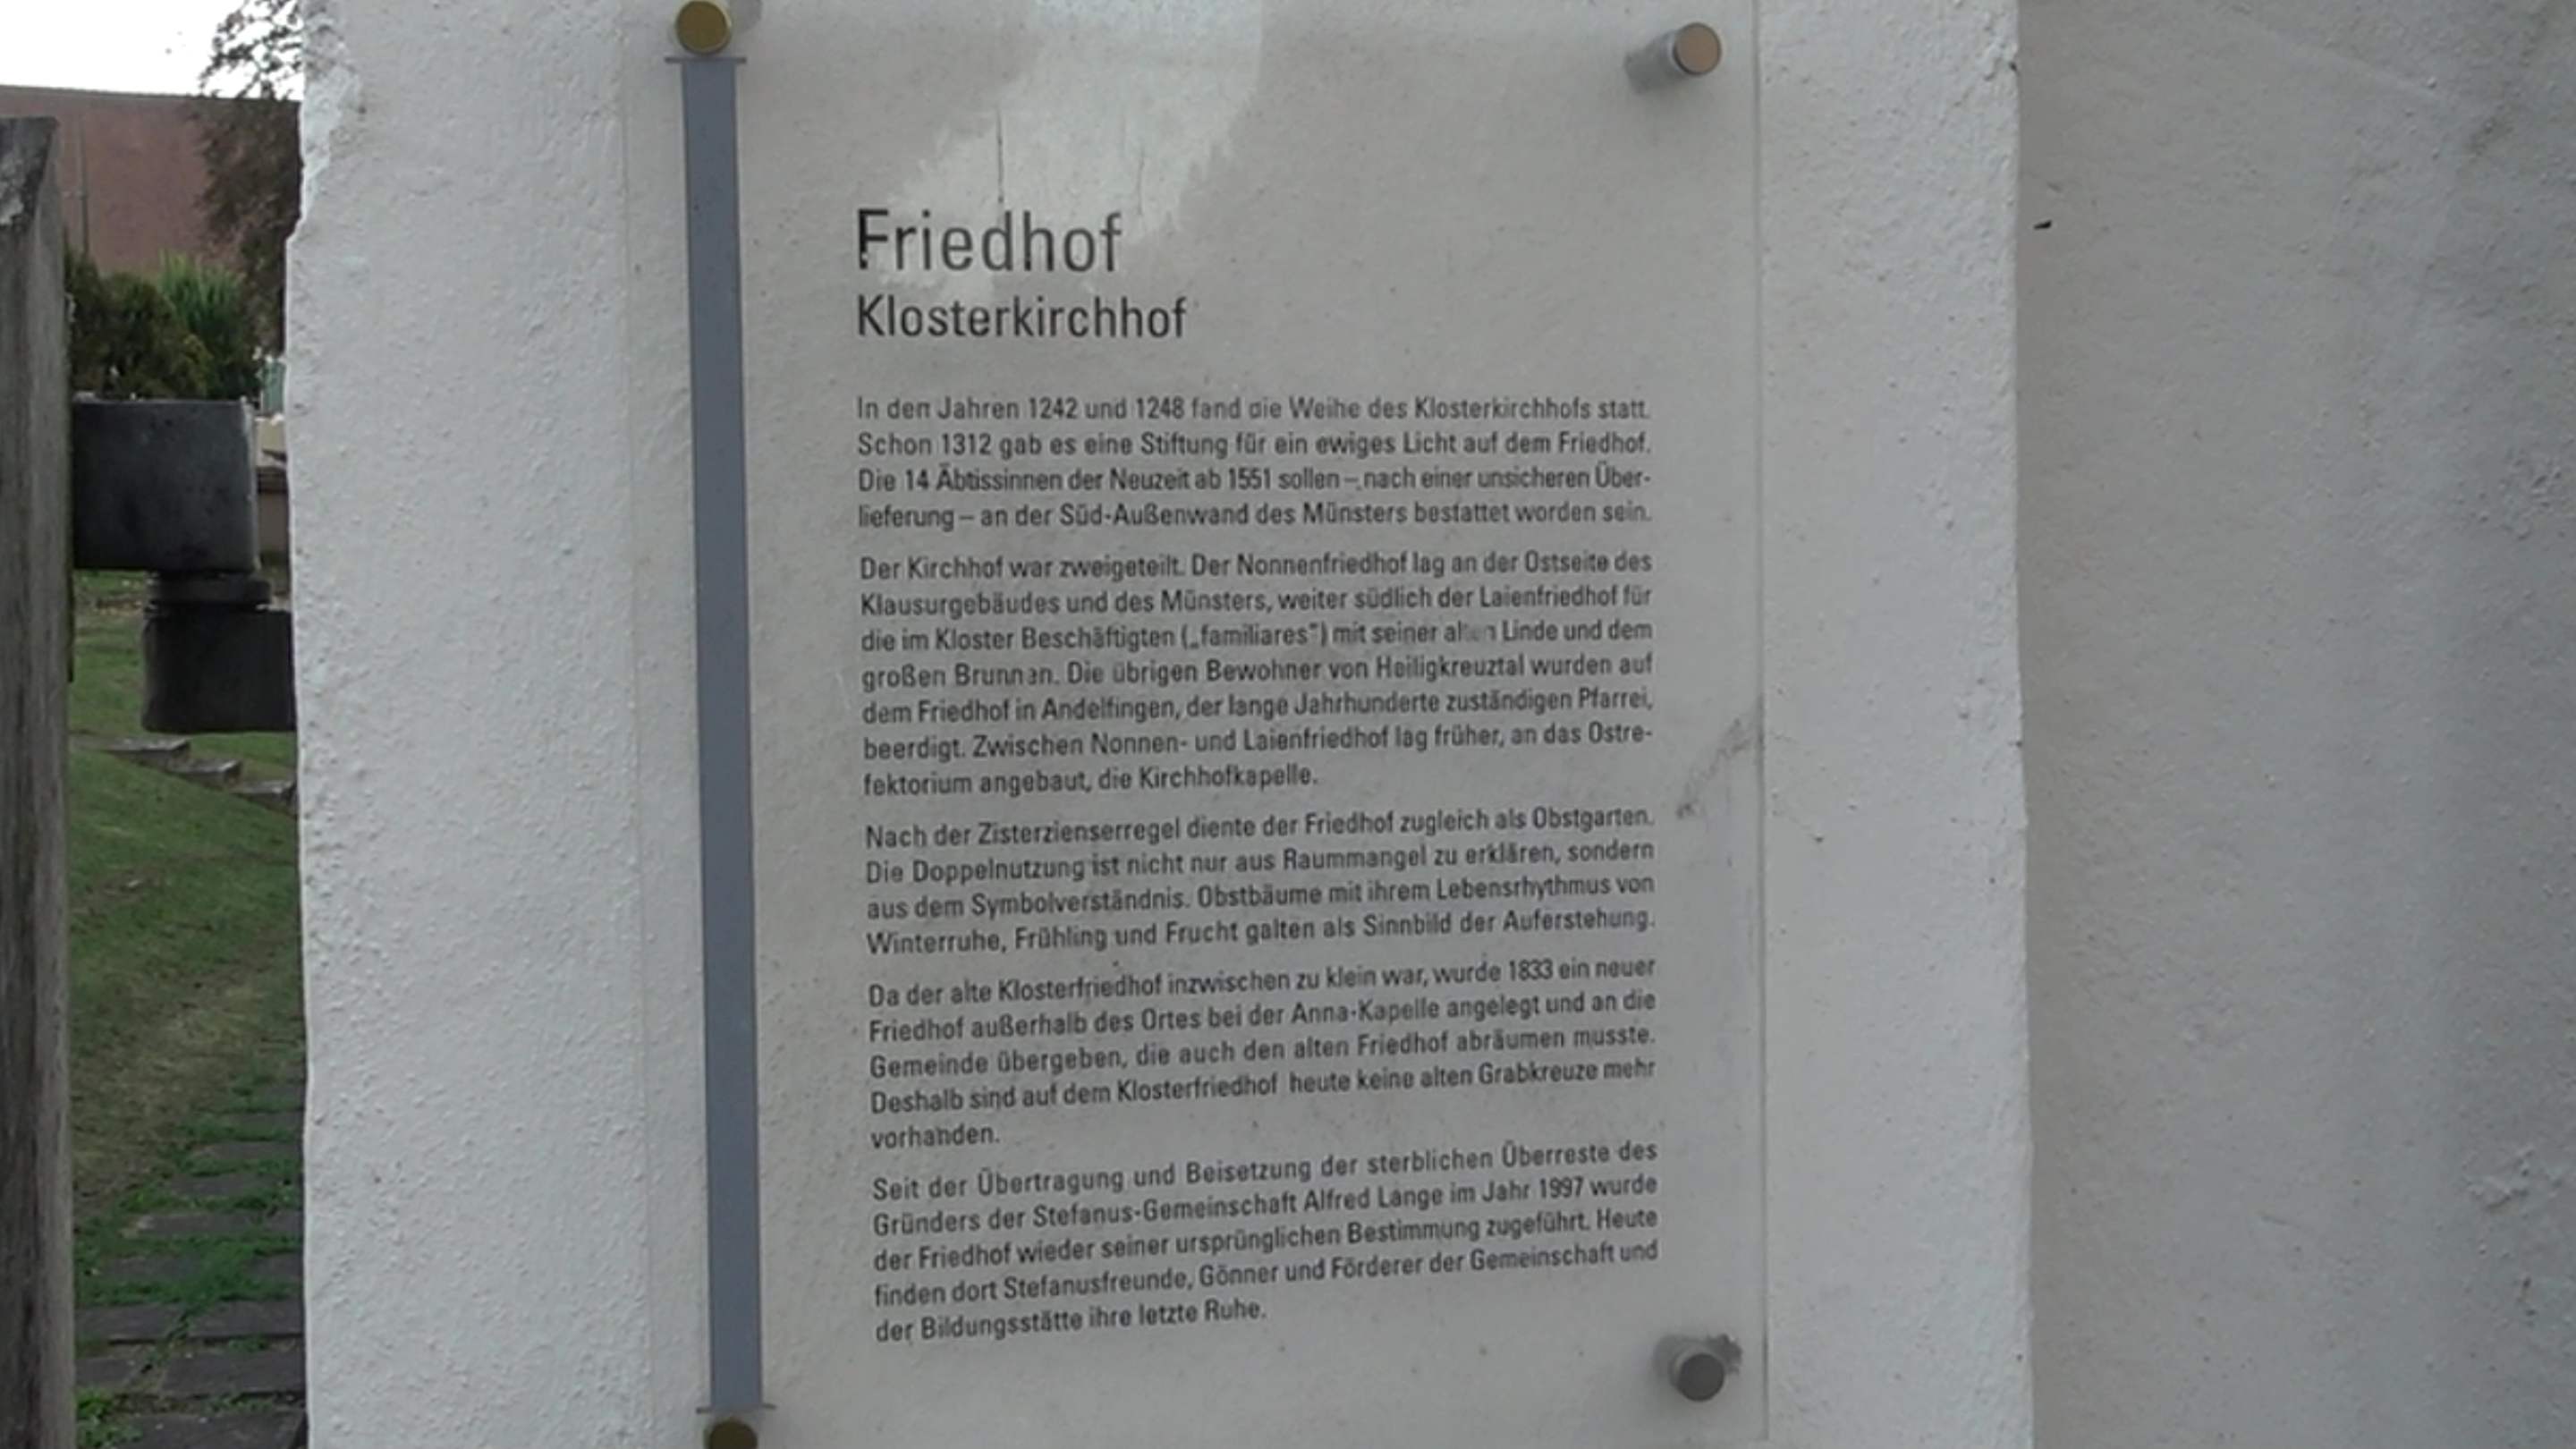 Friedhof
Klosterkirchhof
In den Jahren 1242 und 1248 fand die Weihe des Klosterkirchhofs statt.
Schon 1312 gab es eine Stiftung für ein ewiges Licht auf dem Friedhof.
Die 14 Äbtissinnen der Neuzeit ab 1551 sollen – nach einer unsicheren Über-
lieferung – an der Süd-Außenwand des Münsters bestattet worden sein.
Der Kirchhof war zweigeteilt. Der Nonnenfriedhof lag an der Ostseite des
Klausurgebäudes und des Münsters, weiter südlich der Laienfriedhof für
die im Kloster Beschäftigten („familiares") mit seiner alten Linde und dem
großen Brunnen. Die übrigen Bewohner von Heiligkreuztal wurden auf
dem Friedhof in Andelfingen, der lange Jahrhunderte zuständigen Pfarrei,
beerdigt. Zwischen Nonnen- und Laienfriedhof lag früher, an das Ostre-
fektorium angebaut, die Kirchhofkapelle.
Nach der Zisterzienserregel diente der Friedhof zugleich als Obstgarten.
Die Doppelnutzung ist nicht nur aus Raummangel zu erklären, sondern
aus dem Symbolverständnis. Obstbäume mit ihrem Lebensrhythmus von
Winterruhe, Frühling und Frucht galten als Sinnbild der Auferstehung.
Da der alte Klosterfriedhof inzwischen zu klein war, wurde 1833 ein neuer
Friedhof außerhalb des Ortes bei der Anna-Kapelle angelegt und an die
Gemeinde übergeben, die auch den alten Friedhof abräumen musste.
Deshalb sind auf dem Klosterfriedhof heute keine alten Grabkreuze mehr
vorhanden.
Seit der Übertragung und Beisetzung der sterblichen Überreste des
Gründers der Stefanus-Gemeinschaft Alfred Lange im Jahr 1997 wurde
der Friedhof wieder seiner ursprünglichen Bestimmung zugeführt. Heute
finden dort Stefanusfreunde, Gönner und Förderer der Gemeinschaft und
der Bildungsstätte ihre letzte Ruhe.